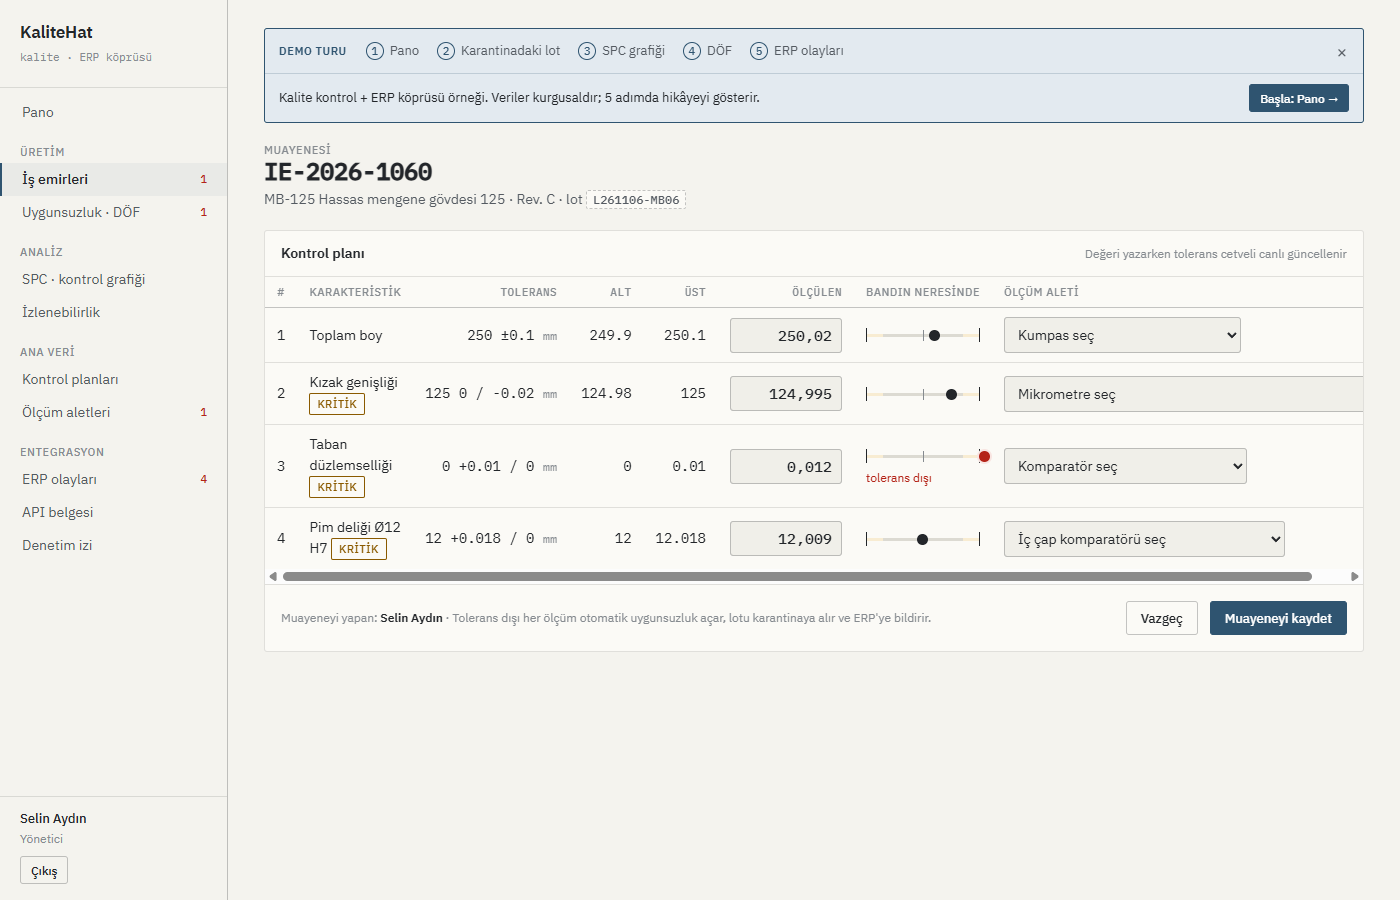 KaliteHat
kalite · ERP köprüsü
Pano
ÜRETİM
İş emirleri 1
Uygunsuzluk · DÖF 1
ANALİZ
SPC · kontrol grafiği
İzlenebilirlik
ANA VERİ
Kontrol planları
Ölçüm aletleri 1
ENTEGRASYON
ERP olayları 4
API belgesi
Denetim izi
Selin Aydın
Yönetici
Çıkış
DEMO TURU 1 Pano 2 Karantinadaki lot 3 SPC grafiği 4 DÖF 5 ERP olayları ×
Kalite kontrol + ERP köprüsü örneği. Veriler kurgusaldır; 5 adımda hikâyeyi gösterir. Başla: Pano →
MUAYENESİ
IE-2026-1060
MB-125 Hassas mengene gövdesi 125 · Rev. C · lot L261106-MB06
Kontrol planı Değeri yazarken tolerans cetveli canlı güncellenir
# KARAKTERİSTİK TOLERANS ALT ÜST ÖLÇÜLEN BANDIN NERESİNDE ÖLÇÜM ALETİ
1 Toplam boy 250 ±0.1 mm 249.9 250.1 250,02 Kumpas seç
2 Kızak genişliği 125 0 / -0.02 mm 124.98 125 124,995 Mikrometre seç
KRİTİK
3 Taban düzlemselliği 0 +0.01 / 0 mm 0 0.01 0,012 tolerans dışı Komparatör seç
KRİTİK
4 Pim deliği Ø12 H7 KRİTİK 12 +0.018 / 0 mm 12 12.018 12,009 İç çap komparatörü seç
Muayeneyi yapan: Selin Aydın · Tolerans dışı her ölçüm otomatik uygunsuzluk açar, lotu karantinaya alır ve ERP'ye bildirir. Vazgeç Muayeneyi kaydet